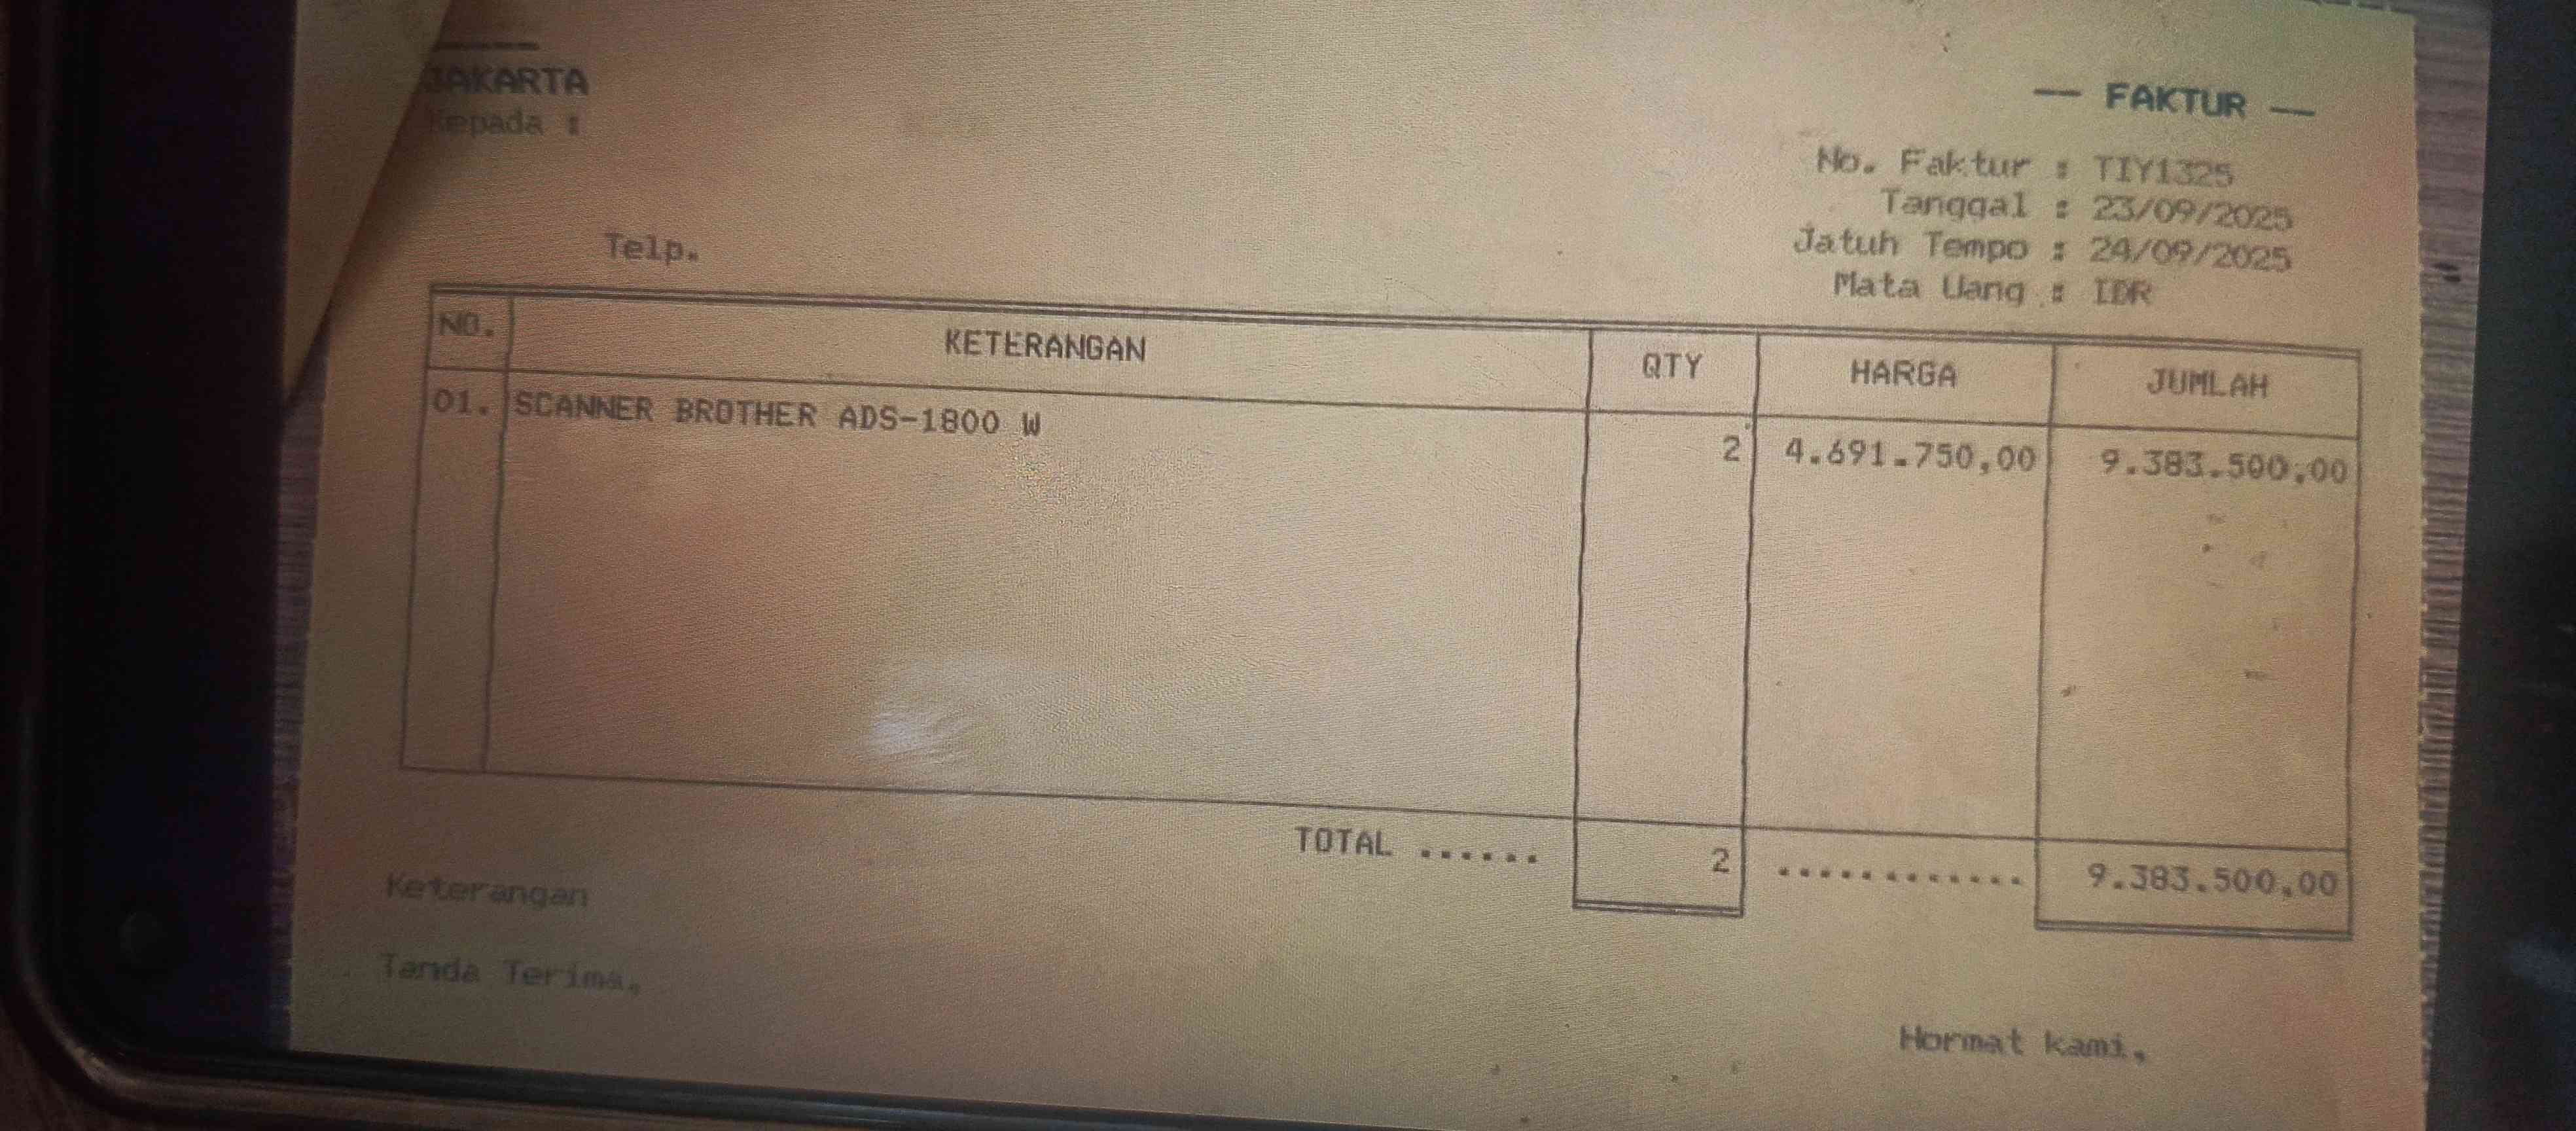 JAKARTA
Kepada :
— FAKTUR —
No. Faktur : TIY1325
Tanggal : 23/09/2025
Jatuh Tempo : 24/09/2025
Mata Uang : IDR
Telp.
NO. KETERANGAN QTY HARGA JUMLAH
01. SCANNER BROTHER ADS-1800 W 2 4.691.750,00 9.383.500,00
TOTAL ...... 2 ............ 9.383.500,00
Keterangan
Tanda Terima,
Hormat kami,